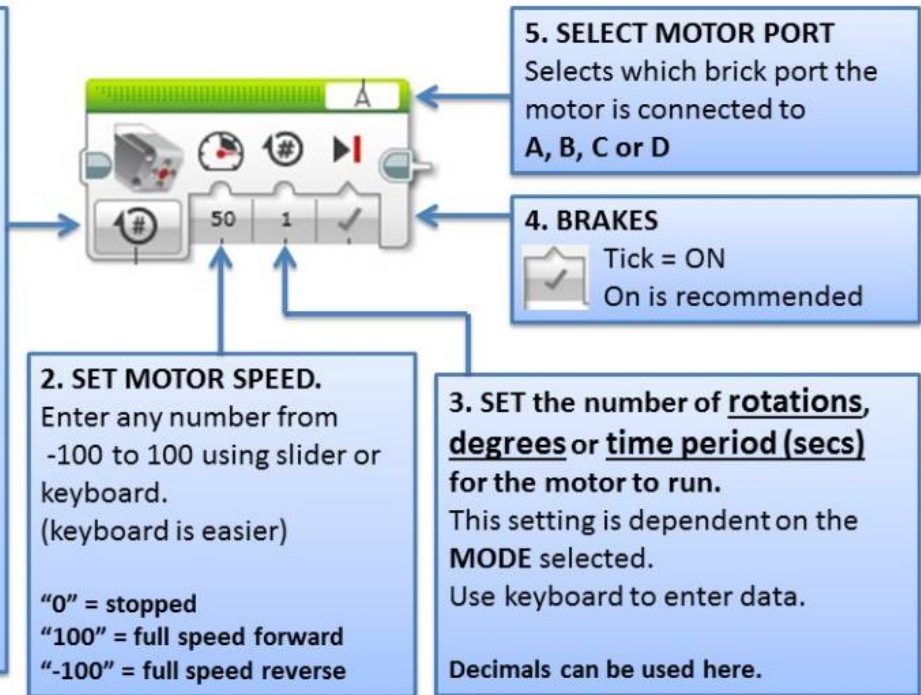 A
#
#
50
1
2. SET MOTOR SPEED.
Enter any number from
-100 to 100 using slider or
keyboard.
(keyboard is easier)
“0” = stopped
“100” = full speed forward
“-100” = full speed reverse
3. SET the number of rotations,
degrees or time period (secs)
for the motor to run.
This setting is dependent on the
MODE selected.
Use keyboard to enter data.
Decimals can be used here.
4. BRAKES
Tick = ON
On is recommended
5. SELECT MOTOR PORT
Selects which brick port the
motor is connected to
A, B, C or D